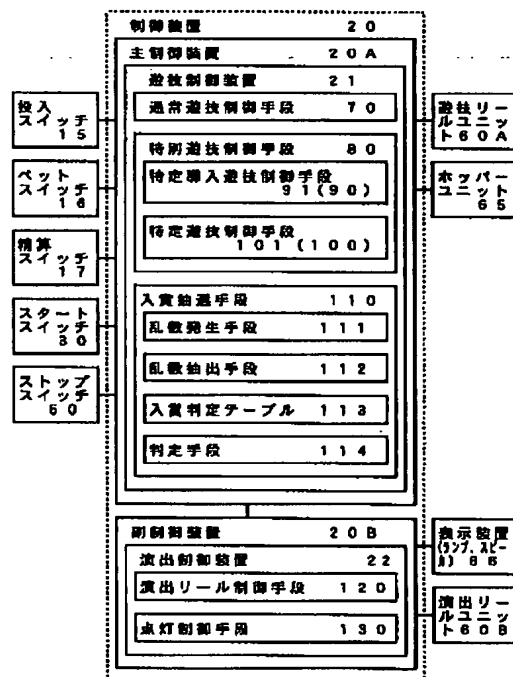 制御装置 20
主制御装置 20A
遊技制御装置 21
通常遊技制御手段 70
特別遊技制御手段 80
特定導入遊技制御手段
91(90)
特定遊技制御手段
101(100)
入賞抽選手段 110
乱数発生手段 111
乱数抽出手段 112
入賞判定テーブル 113
判定手段 114
副制御装置 20B
演出制御装置 22
演出リール制御手段 120
点灯制御手段 130
投入
スイッチ
15
ベット
スイッチ
16
精算
スイッチ
17
スタート
スイッチ
30
ストップ
スイッチ
50
遊技リー
ルユニッ
ト60A
ホッパー
ユニット
65
表示装置
(ランプ、スピー
カ)
演出リー
ルユニッ
ト60B